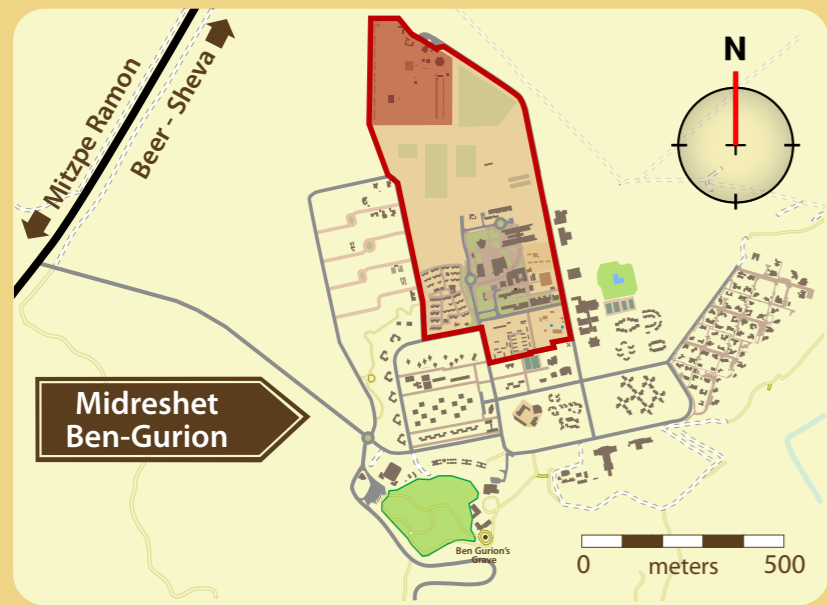 Mitzpe Ramon
Beer - Sheva
N
Midreshet
Ben-Gurion
Ben Gurion's
Grave
0 meters 500